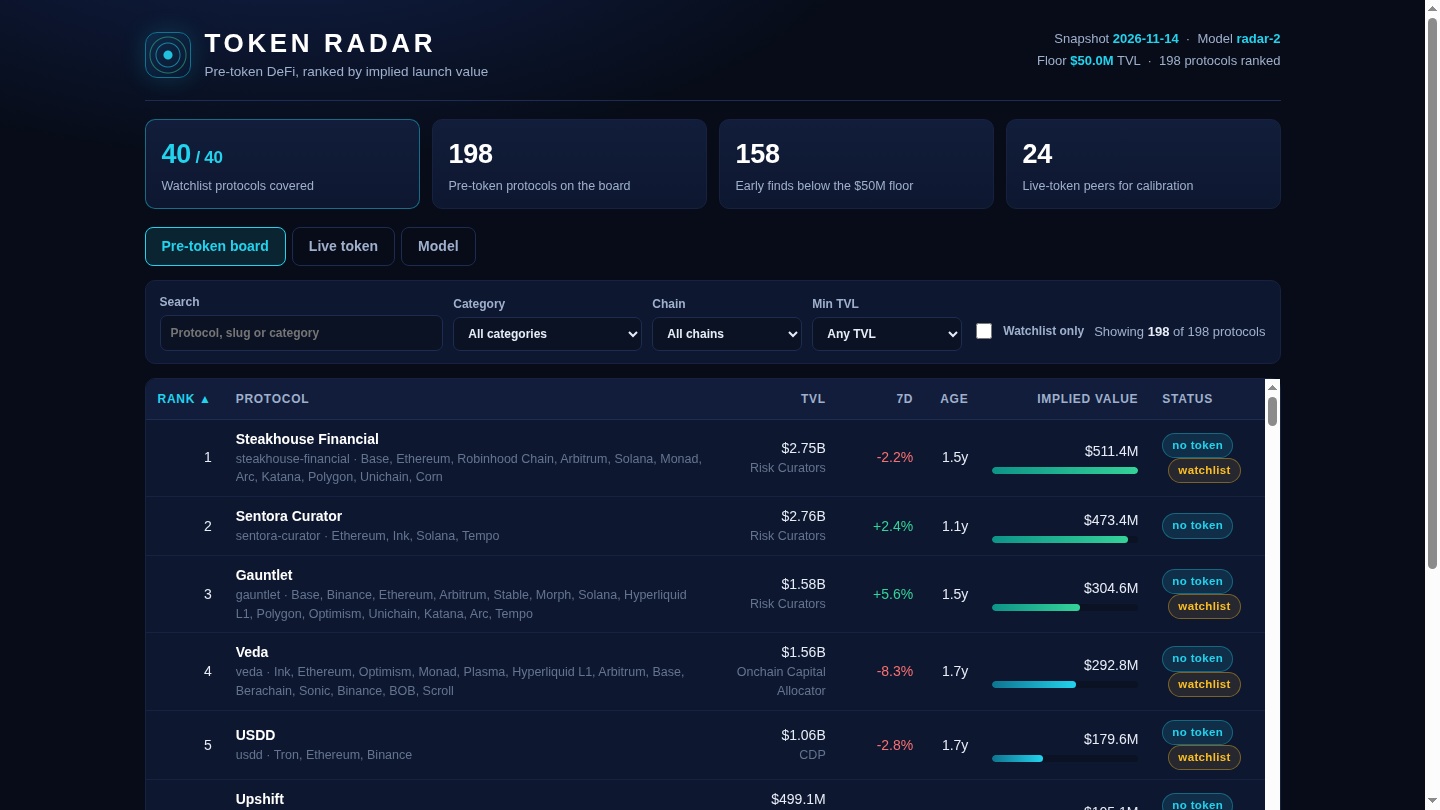 TOKEN RADAR
Pre-token DeFi, ranked by implied launch value
Snapshot 2026-11-14 · Model radar-2
Floor $50.0M TVL · 198 protocols ranked
40 / 40
Watchlist protocols covered
198
Pre-token protocols on the board
158
Early finds below the $50M floor
24
Live-token peers for calibration
Pre-token board
Live token
Model
Search
Protocol, slug or category
Category
All categories
Chain
All chains
Min TVL
Any TVL
Watchlist only
Showing 198 of 198 protocols
RANK ▲ PROTOCOL TVL 7D AGE IMPLIED VALUE STATUS
1
Steakhouse Financial
steakhouse-financial · Base, Ethereum, Robinhood Chain, Arbitrum, Solana, Monad,
Arc, Katana, Polygon, Unichain, Corn
$2.75B
Risk Curators
-2.2%
1.5y
$511.4M
no token
watchlist
2
Sentora Curator
sentora-curator · Ethereum, Ink, Solana, Tempo
$2.76B
Risk Curators
+2.4%
1.1y
$473.4M
no token
3
Gauntlet
gauntlet · Base, Binance, Ethereum, Arbitrum, Stable, Morph, Solana, Hyperliquid
L1, Polygon, Optimism, Unichain, Katana, Arc, Tempo
$1.58B
Risk Curators
+5.6%
1.5y
$304.6M
no token
watchlist
4
Veda
veda · Ink, Ethereum, Optimism, Monad, Plasma, Hyperliquid L1, Arbitrum, Base,
Berachain, Sonic, Binance, BOB, Scroll
$1.56B
Onchain Capital
Allocator
-8.3%
1.7y
$292.8M
no token
watchlist
5
USDD
usdd · Tron, Ethereum, Binance
$1.06B
CDP
-2.8%
1.7y
$179.6M
no token
watchlist
Upshift
$499.1M
no token